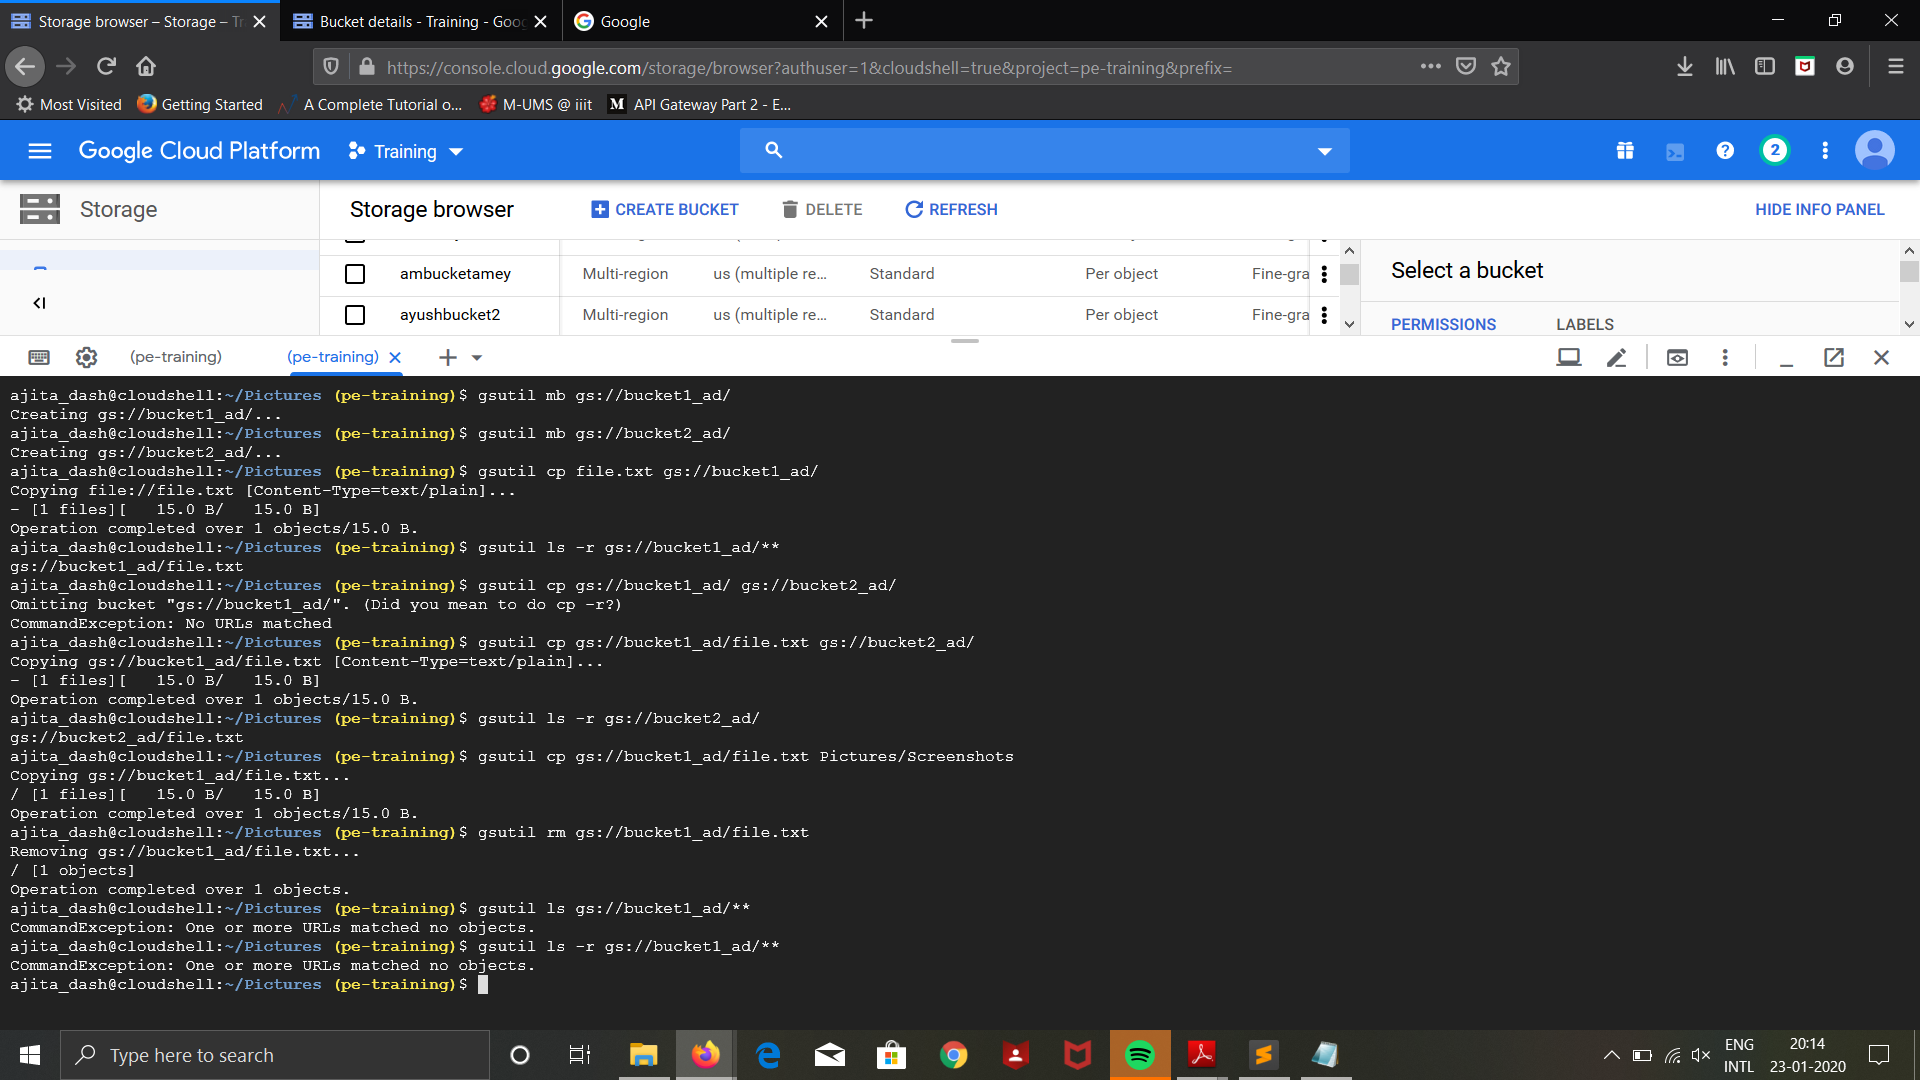 Storage browser – Storage – Tr
Bucket details - Training - Goog
Google
https://console.cloud.google.com/storage/browser?authuser=1&cloudshell=true&project=pe-training&prefix=
Most Visited
Getting Started
A Complete Tutorial o...
M-UMS @ iiit
M API Gateway Part 2 - E...
Google Cloud Platform
Training
2
Storage
Storage browser
CREATE BUCKET
DELETE
REFRESH
HIDE INFO PANEL
ambucketamey Multi-region us (multiple re... Standard Per object Fine-gra
ayushbucket2 Multi-region us (multiple re... Standard Per object Fine-gra
Select a bucket
PERMISSIONS LABELS
(pe-training) (pe-training)
ajita_dash@cloudshell:~/Pictures (pe-training)$ gsutil mb gs://bucket1_ad/
Creating gs://bucket1_ad/...
ajita_dash@cloudshell:~/Pictures (pe-training)$ gsutil mb gs://bucket2_ad/
Creating gs://bucket2_ad/...
ajita_dash@cloudshell:~/Pictures (pe-training)$ gsutil cp file.txt gs://bucket1_ad/
Copying file://file.txt [Content-Type=text/plain]...
- [1 files][   15.0 B/   15.0 B]
Operation completed over 1 objects/15.0 B.
ajita_dash@cloudshell:~/Pictures (pe-training)$ gsutil ls -r gs://bucket1_ad/**
gs://bucket1_ad/file.txt
ajita_dash@cloudshell:~/Pictures (pe-training)$ gsutil cp gs://bucket1_ad/ gs://bucket2_ad/
Omitting bucket "gs://bucket1_ad/". (Did you mean to do cp -r?)
CommandException: No URLs matched
ajita_dash@cloudshell:~/Pictures (pe-training)$ gsutil cp gs://bucket1_ad/file.txt gs://bucket2_ad/
Copying gs://bucket1_ad/file.txt [Content-Type=text/plain]...
- [1 files][   15.0 B/   15.0 B]
Operation completed over 1 objects/15.0 B.
ajita_dash@cloudshell:~/Pictures (pe-training)$ gsutil ls -r gs://bucket2_ad/
gs://bucket2_ad/file.txt
ajita_dash@cloudshell:~/Pictures (pe-training)$ gsutil cp gs://bucket1_ad/file.txt Pictures/Screenshots
Copying gs://bucket1_ad/file.txt...
/ [1 files][   15.0 B/   15.0 B]
Operation completed over 1 objects/15.0 B.
ajita_dash@cloudshell:~/Pictures (pe-training)$ gsutil rm gs://bucket1_ad/file.txt
Removing gs://bucket1_ad/file.txt...
/ [1 objects]
Operation completed over 1 objects.
ajita_dash@cloudshell:~/Pictures (pe-training)$ gsutil ls gs://bucket1_ad/**
CommandException: One or more URLs matched no objects.
ajita_dash@cloudshell:~/Pictures (pe-training)$ gsutil ls -r gs://bucket1_ad/**
CommandException: One or more URLs matched no objects.
ajita_dash@cloudshell:~/Pictures (pe-training)$
Type here to search
ENG
INTL
20:14
23-01-2020